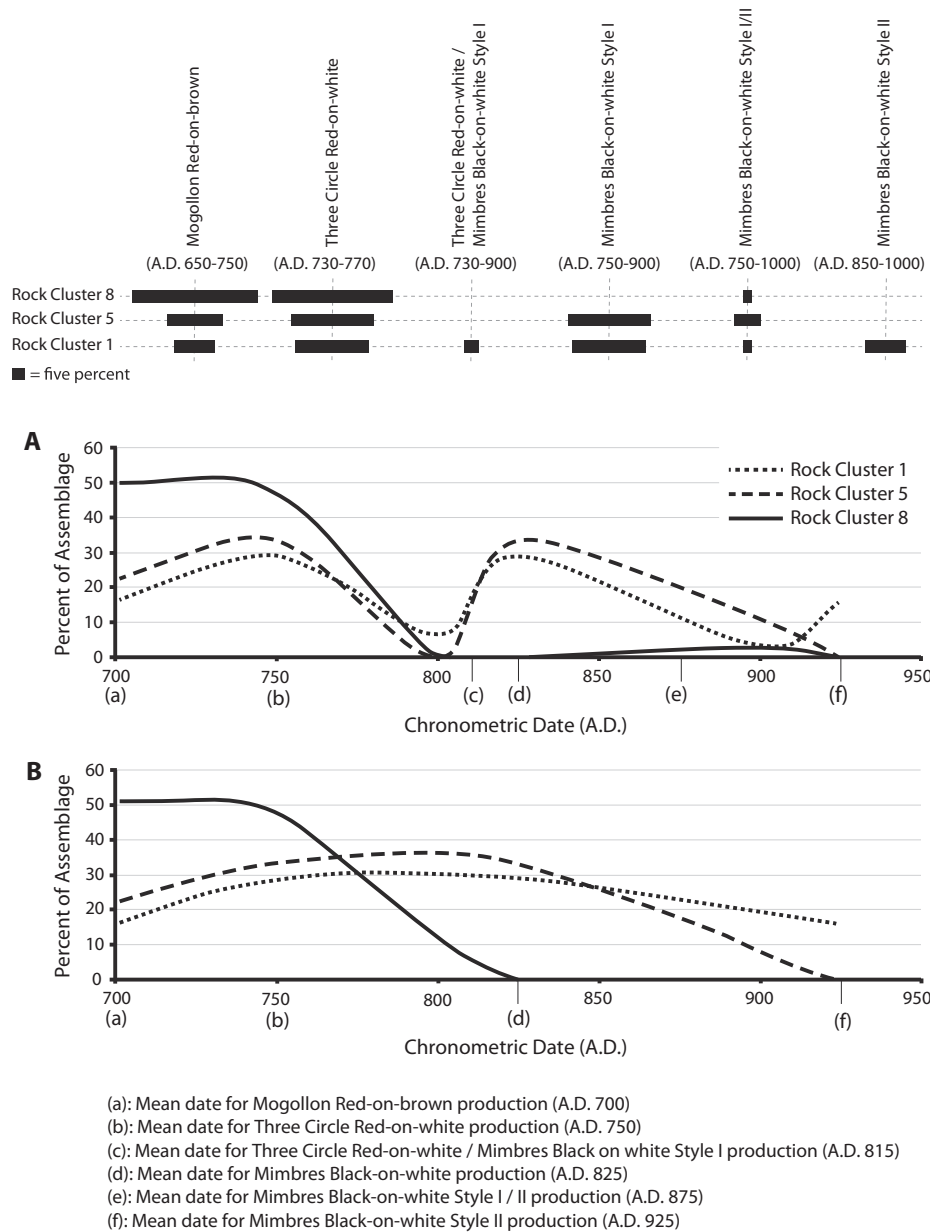 Mogollon Red-on-brown
Three Circle Red-on-white
Three CIrcle Red-on-white /
Mimbres Black-on-white Style I
Mimbres Black-on-white Style I
Mimbres Black-on-white Style I/II
Mimbres Black-on-white Style II
(A.D. 650-750) (A.D. 730-770) (A.D. 730-900) (A.D. 750-900) (A.D. 750-1000) (A.D. 850-1000)
Rock Cluster 8
Rock Cluster 5
Rock Cluster 1
= five percent
A
Percent of Assemblage
60
50
40
30
20
10
0
Rock Cluster 1
Rock Cluster 5
Rock Cluster 8
700 750 800 850 900 950
(a) (b) (c) (d) (e) (f)
Chronometric Date (A.D.)
B
Percent of Assemblage
60
50
40
30
20
10
0
700 750 800 850 900 950
(a) (b) (d) (f)
Chronometric Date (A.D.)
(a): Mean date for Mogollon Red-on-brown production (A.D. 700)
(b): Mean date for Three Circle Red-on-white production (A.D. 750)
(c): Mean date for Three Circle Red-on-white / Mimbres Black on white Style I production (A.D. 815)
(d): Mean date for Mimbres Black-on-white production (A.D. 825)
(e): Mean date for Mimbres Black-on-white Style I / II production (A.D. 875)
(f): Mean date for Mimbres Black-on-white Style II production (A.D. 925)